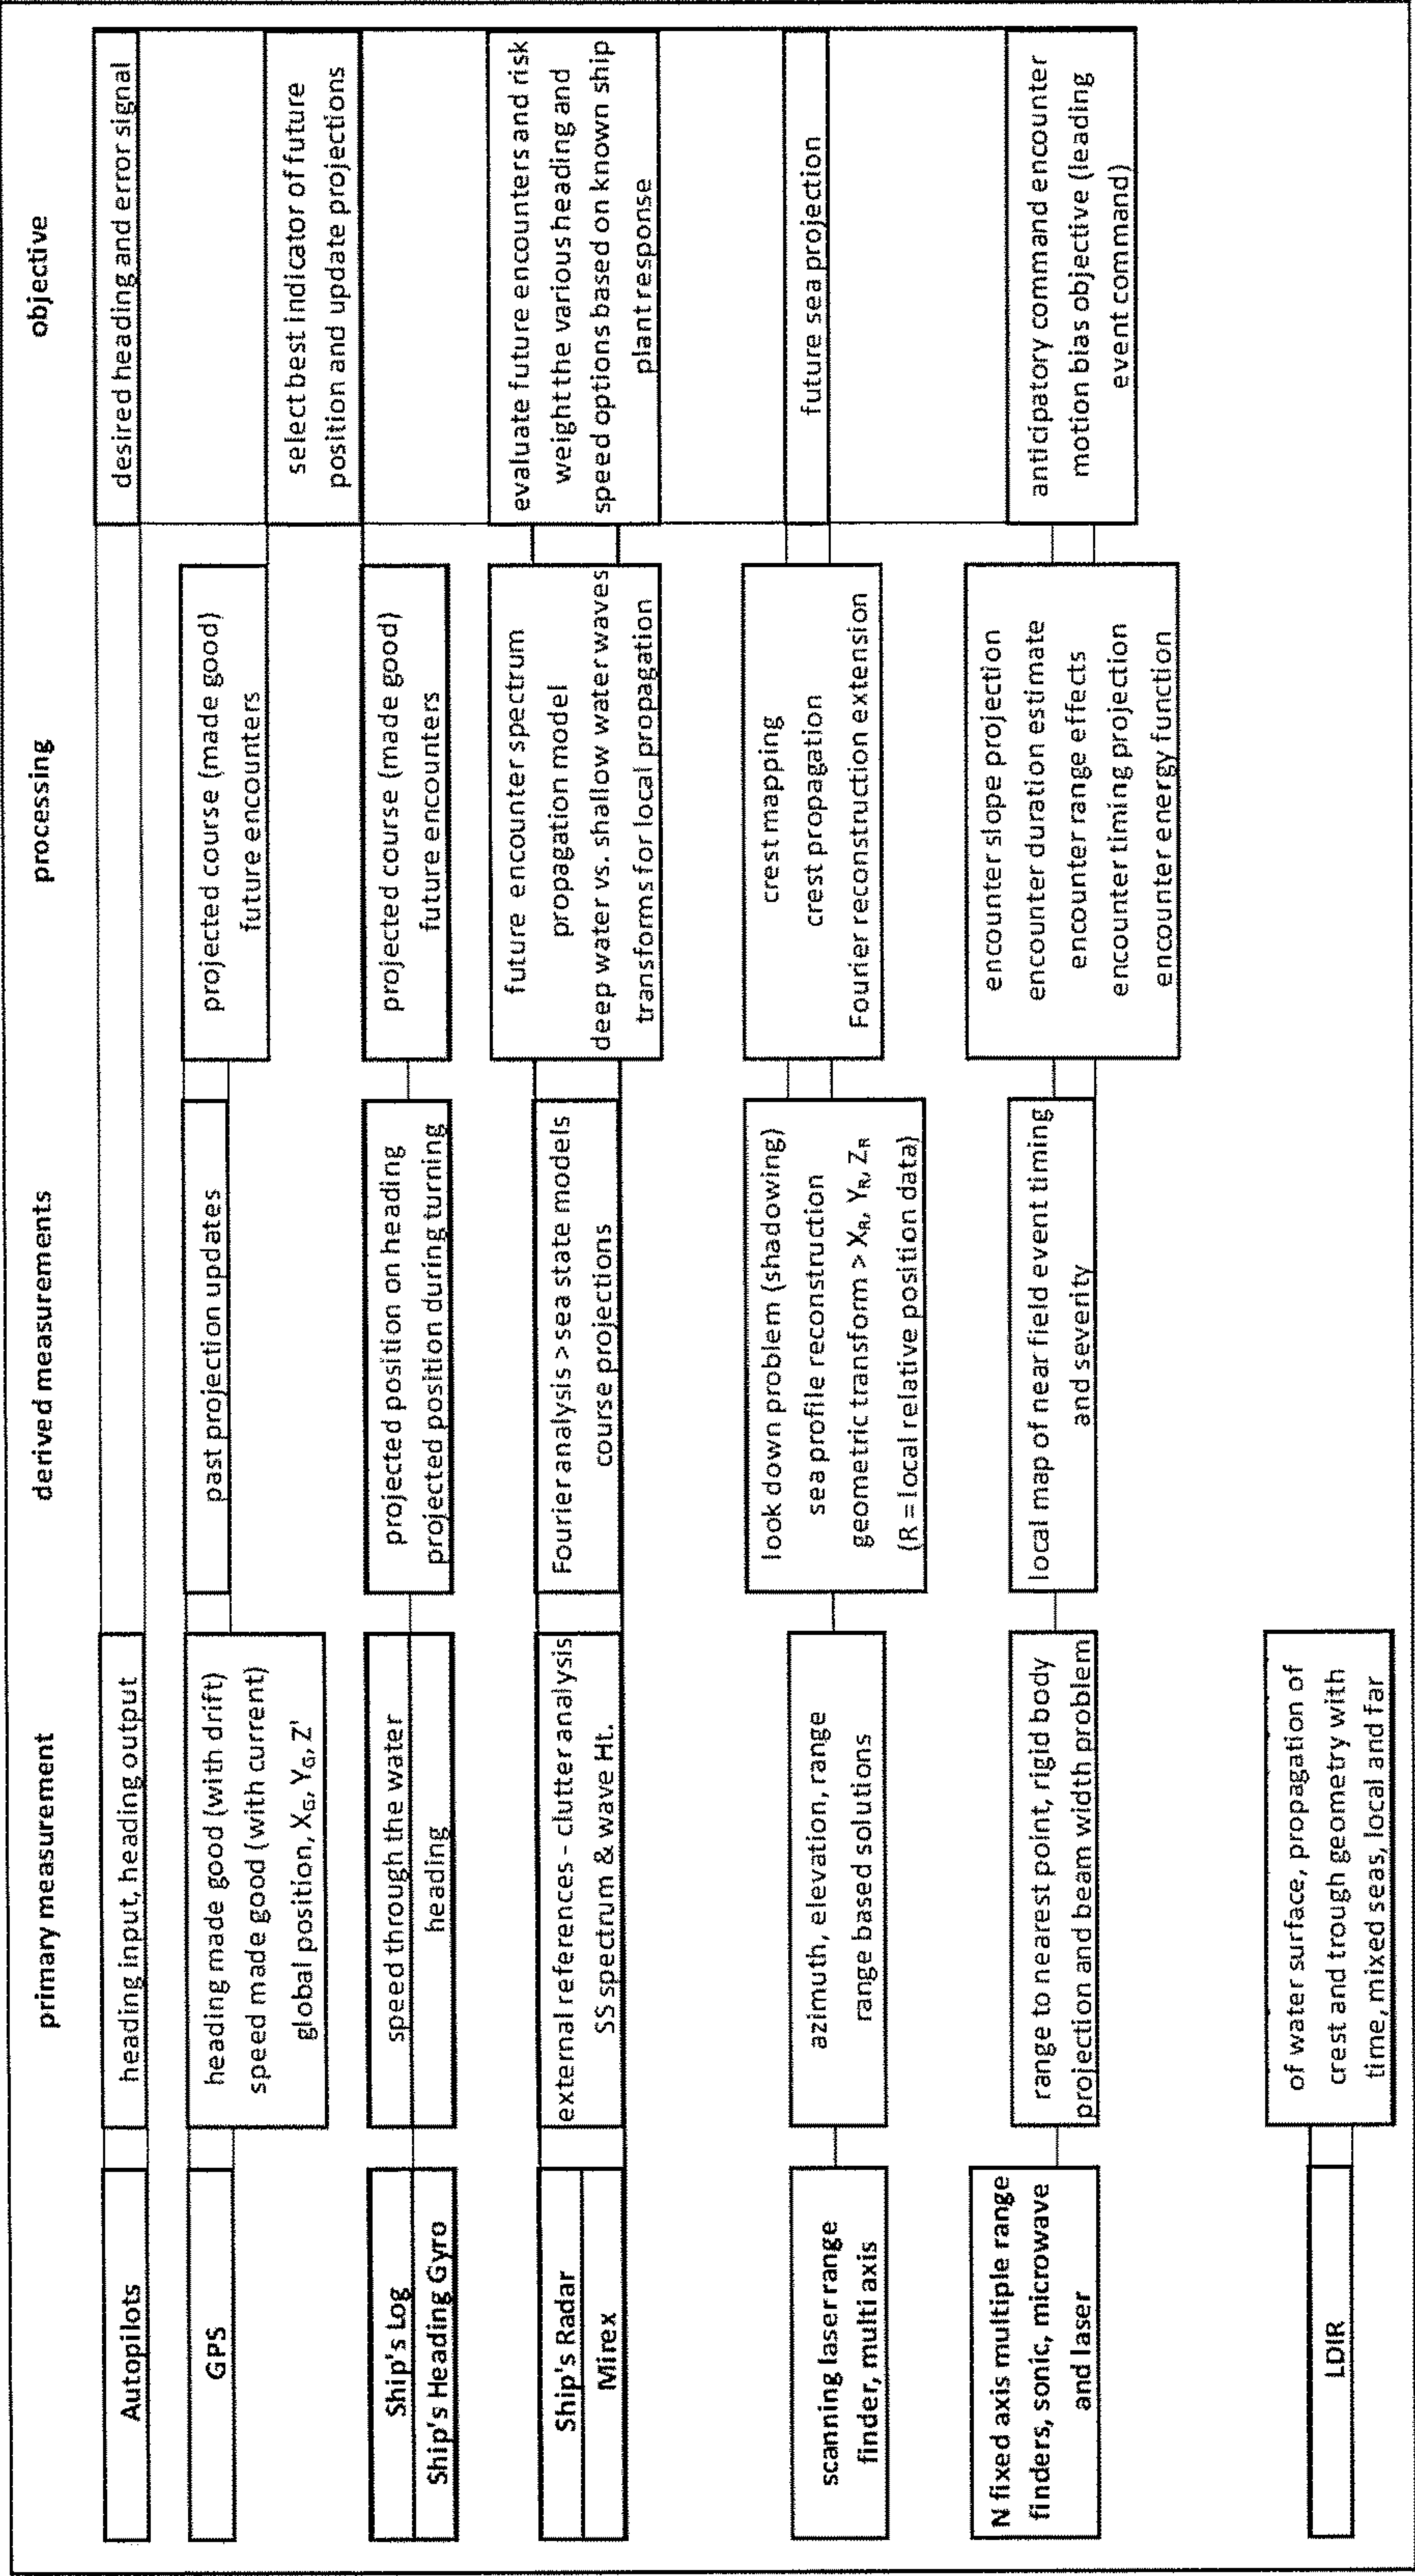 primary measurement
derived measurements
processing
objective
Autopilots
heading input, heading output
desired heading and error signal
GPS
heading made good (with drift)
speed made good (with current)
global position, XG, YG, Z'
past projection updates
projected course (made good)
future encounters
select best indicator of future
position and update projections
Ship's Log
Ship's Heading Gyro
speed through the water
heading
projected position on heading
projected position during turning
projected course (made good)
future encounters
Ship's Radar
Mirex
external references - clutter analysis
SS spectrum & wave Ht.
Fourier analysis > sea state models
course projections
future encounter spectrum
propagation model
deep water vs. shallow water waves
transforms for local propagation
evaluate future encounters and risk
weight the various heading and
speed options based on known ship
plant response
scanning laser range
finder, multi axis
azimuth, elevation, range
range based solutions
look down problem (shadowing)
sea profile reconstruction
geometric transform > XR, YR, ZR
(R = local relative position data)
crest mapping
crest propagation
Fourier reconstruction extension
future sea projection
N fixed axis multiple range
finders, sonic, microwave
and laser
range to nearest point, rigid body
projection and beam width problem
local map of near field event timing
and severity
encounter slope projection
encounter duration estimate
encounter range effects
encounter timing projection
encounter energy function
anticipatory command encounter
motion bias objective (leading
event command)
LDIR
of water surface, propagation of
crest and trough geometry with
time, mixed seas, local and far